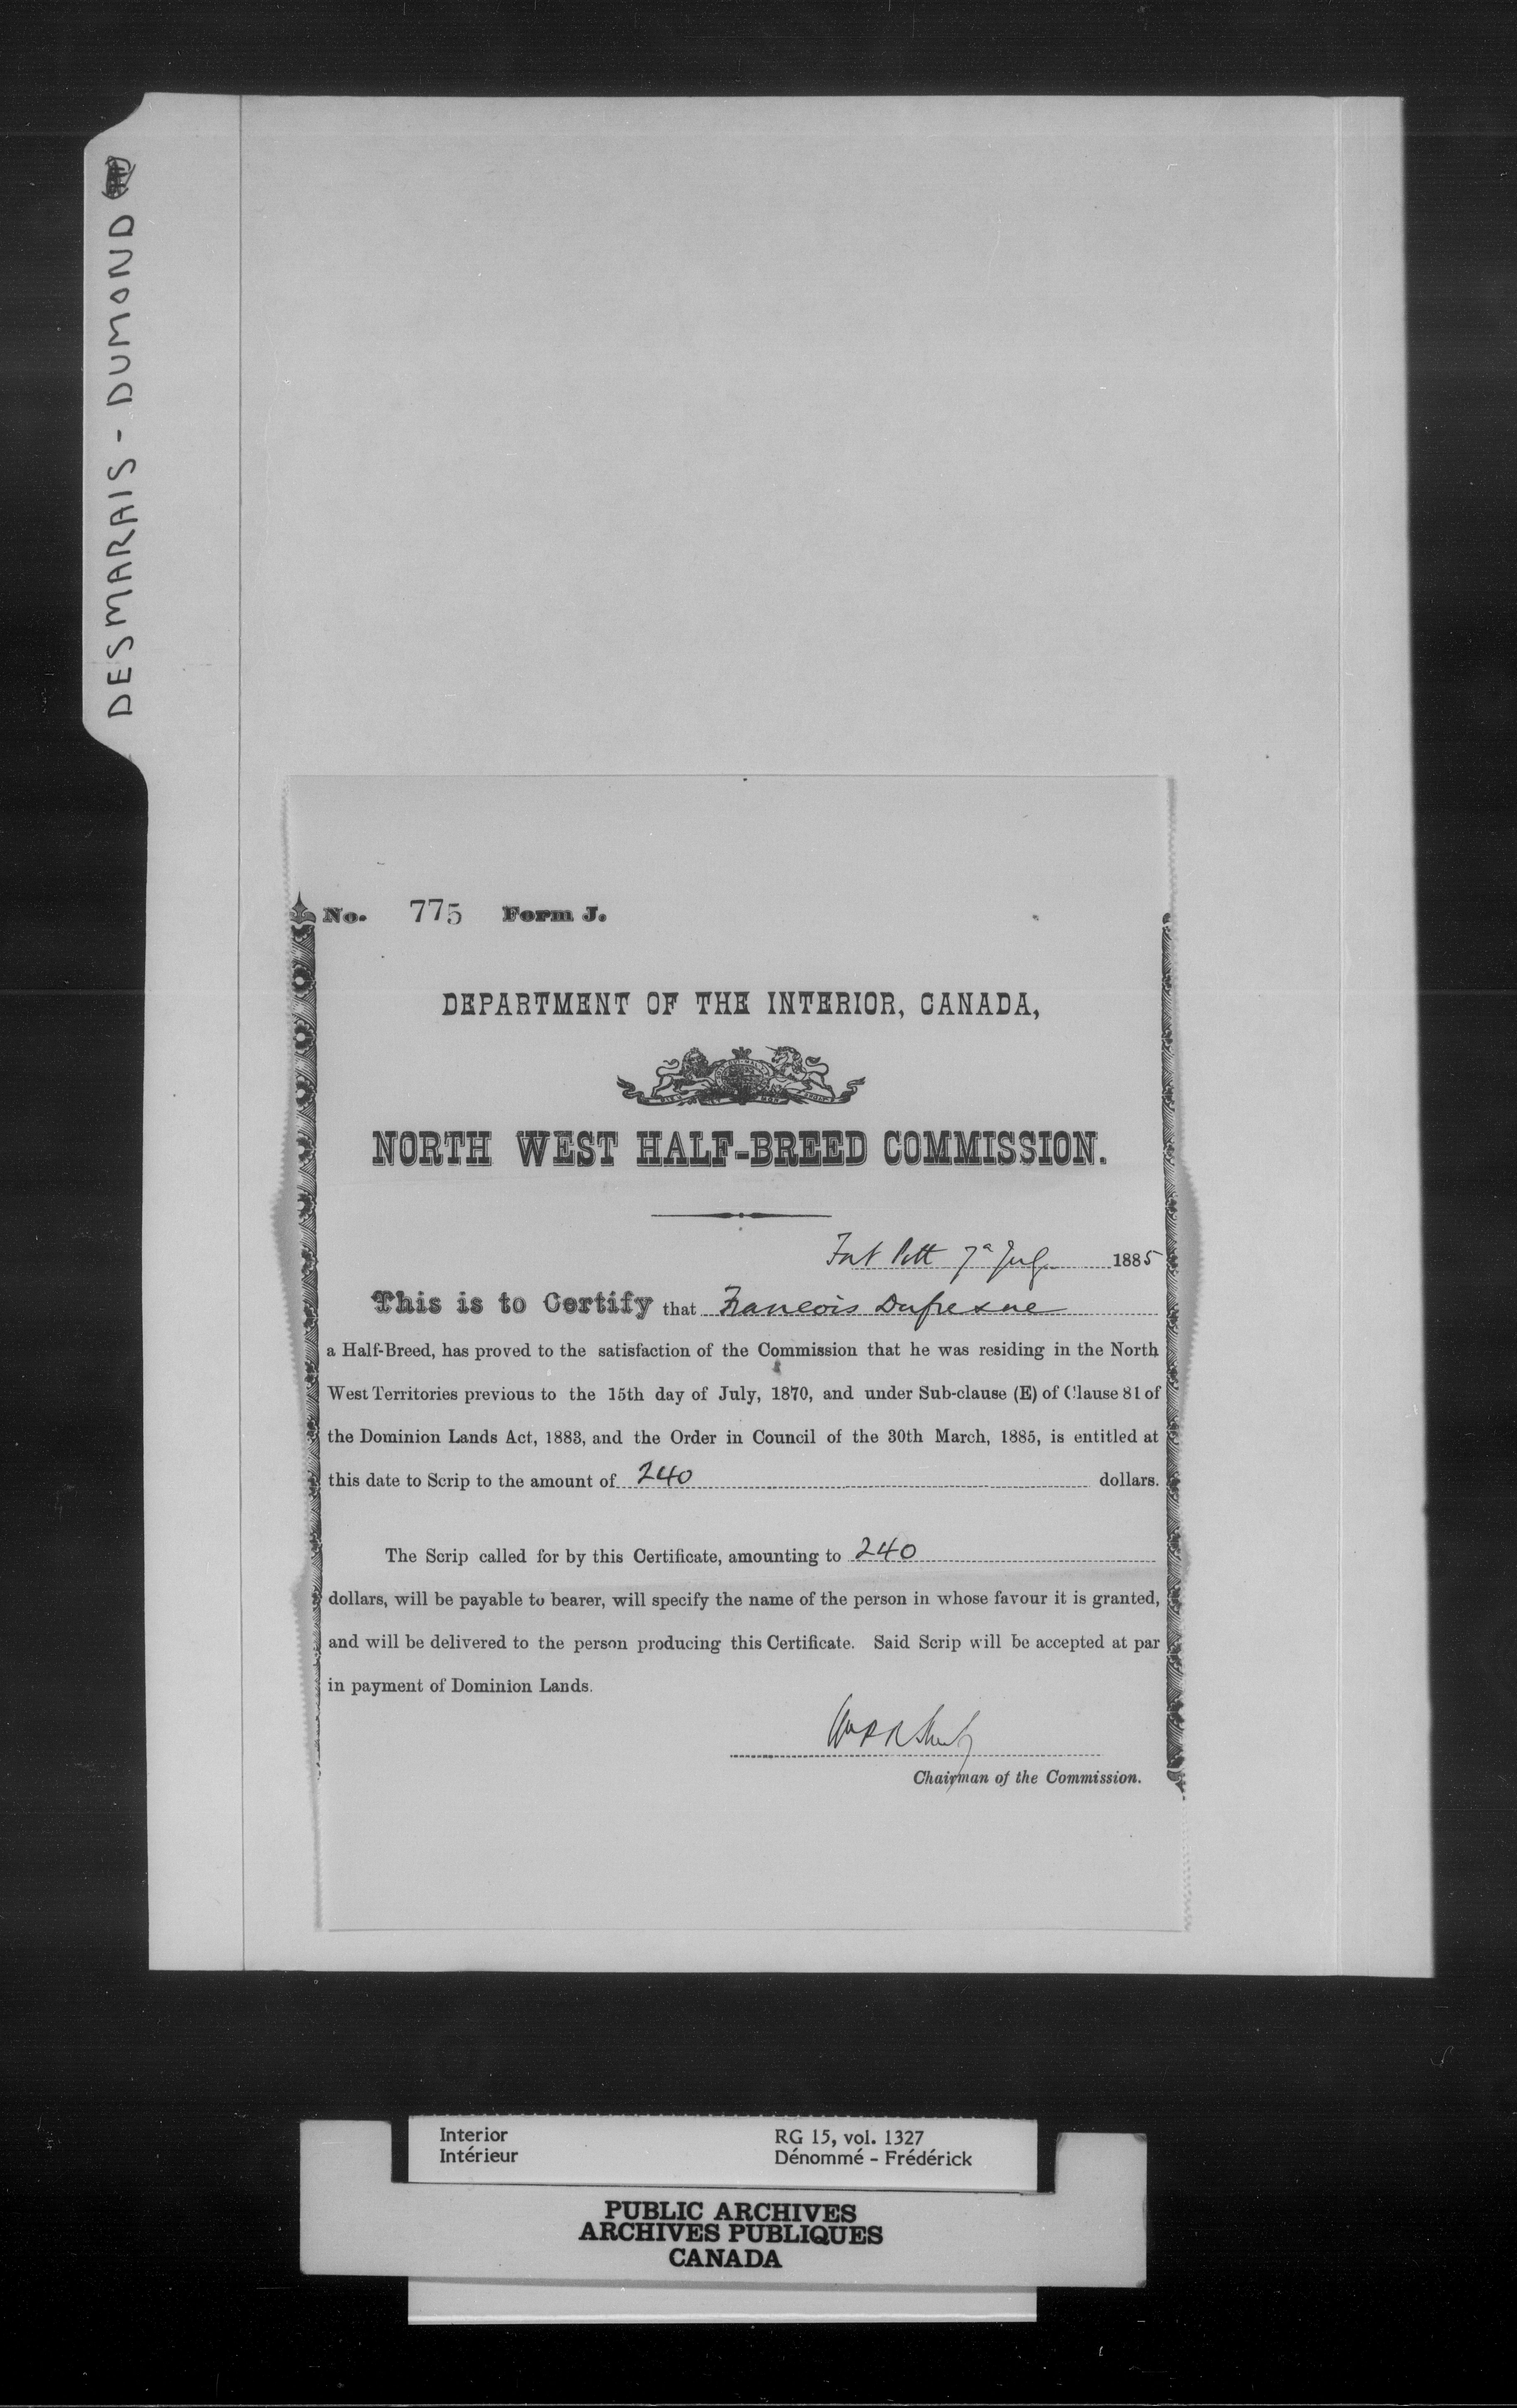 DESMARAIS - DUMOND
No. 775 Form J.
DEPARTMENT OF THE INTERIOR, CANADA,
NORTH WEST HALF-BREED COMMISSION.
Fort Pitt 7th July 1885
This is to Certify that Francois Dufresne
a Half-Breed, has proved to the satisfaction of the Commission that he was residing in the North
West Territories previous to the 15th day of July, 1870, and under Sub-clause (E) of Clause 81 of
the Dominion Lands Act, 1883, and the Order in Council of the 30th March, 1885, is entitled at
this date to Scrip to the amount of 240 dollars.
The Scrip called for by this Certificate, amounting to 240
dollars, will be payable to bearer, will specify the name of the person in whose favour it is granted,
and will be delivered to the person producing this Certificate. Said Scrip will be accepted at par
in payment of Dominion Lands.
Chairman of the Commission.
Interior
Intérieur
RG 15, vol. 1327
Dénommé - Frédérick
PUBLIC ARCHIVES
ARCHIVES PUBLIQUES
CANADA